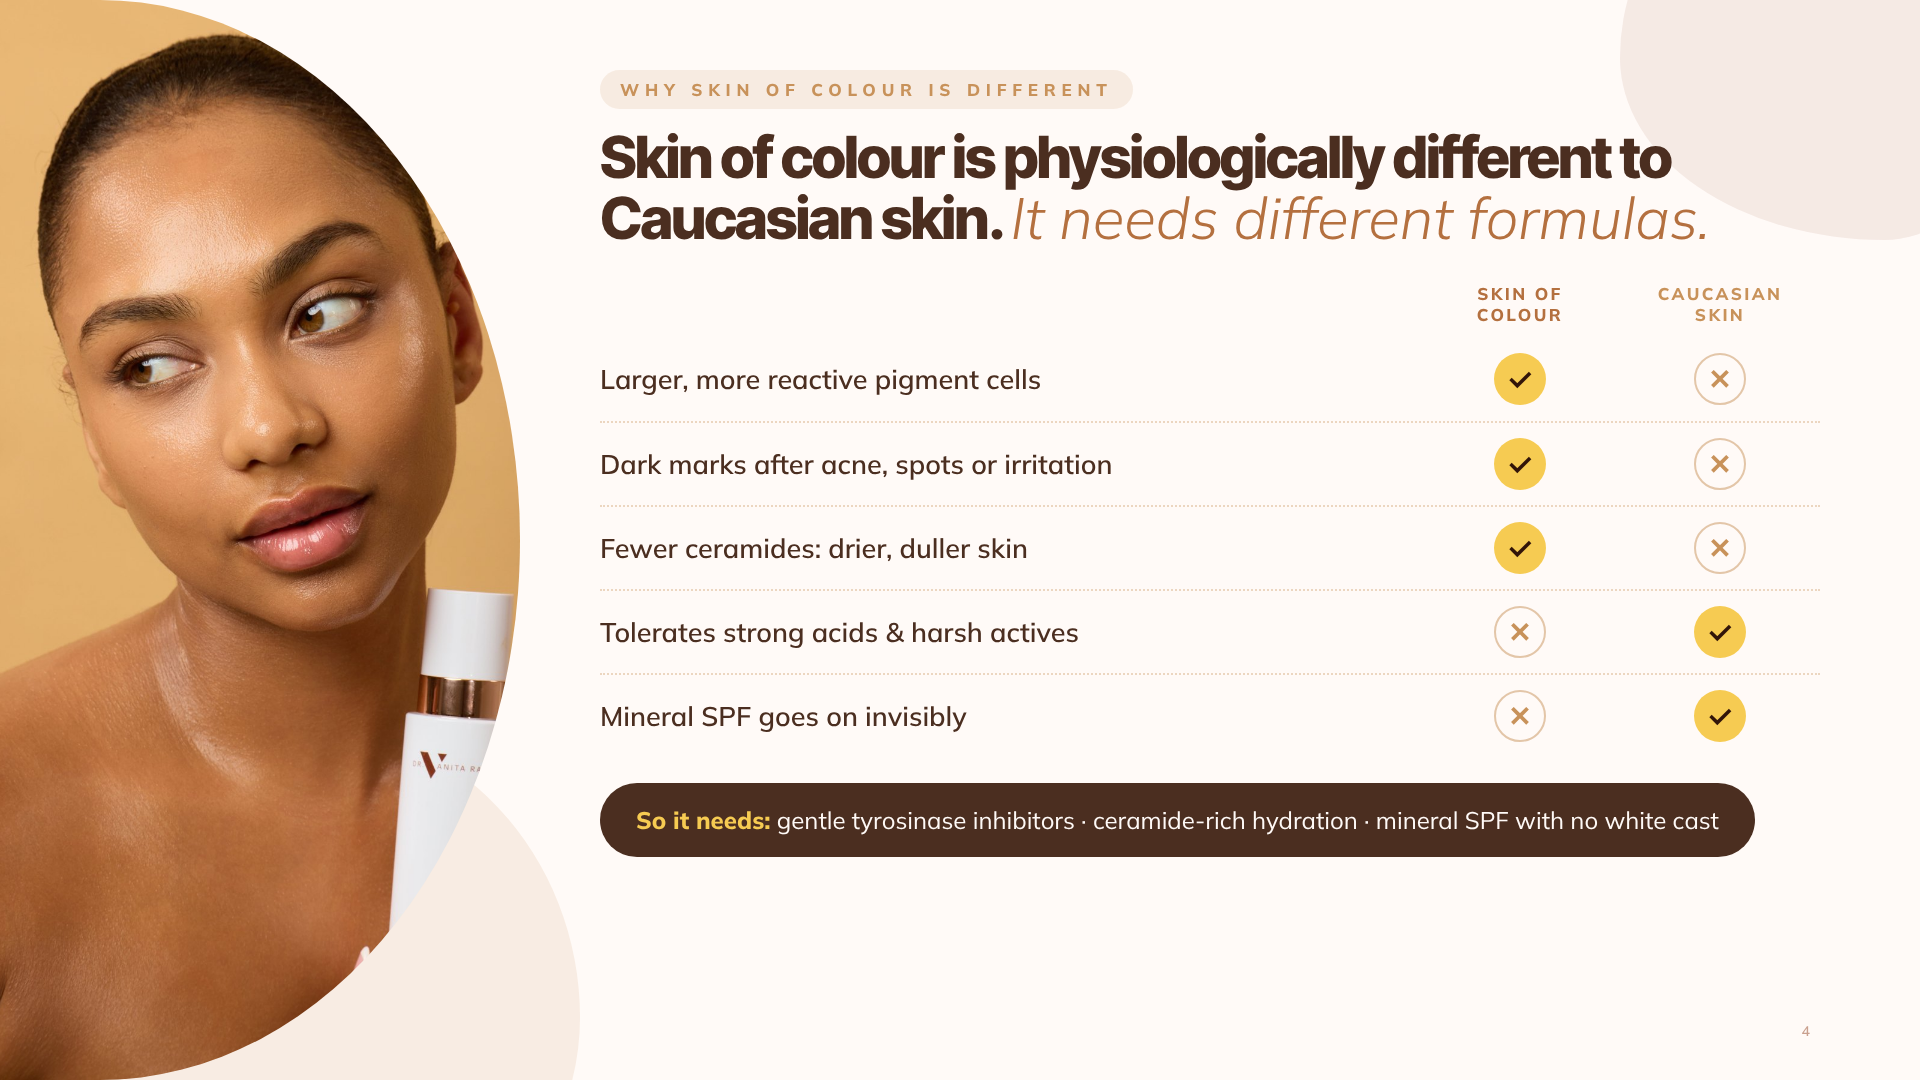 WHY SKIN OF COLOUR IS DIFFERENT
Skin of colour is physiologically different to
Caucasian skin. It needs different formulas.
SKIN OF
COLOUR
CAUCASIAN
SKIN
Larger, more reactive pigment cells
Dark marks after acne, spots or irritation
Fewer ceramides: drier, duller skin
Tolerates strong acids & harsh actives
Mineral SPF goes on invisibly
DR VANITA
So it needs: gentle tyrosinase inhibitors · ceramide-rich hydration · mineral SPF with no white cast
4